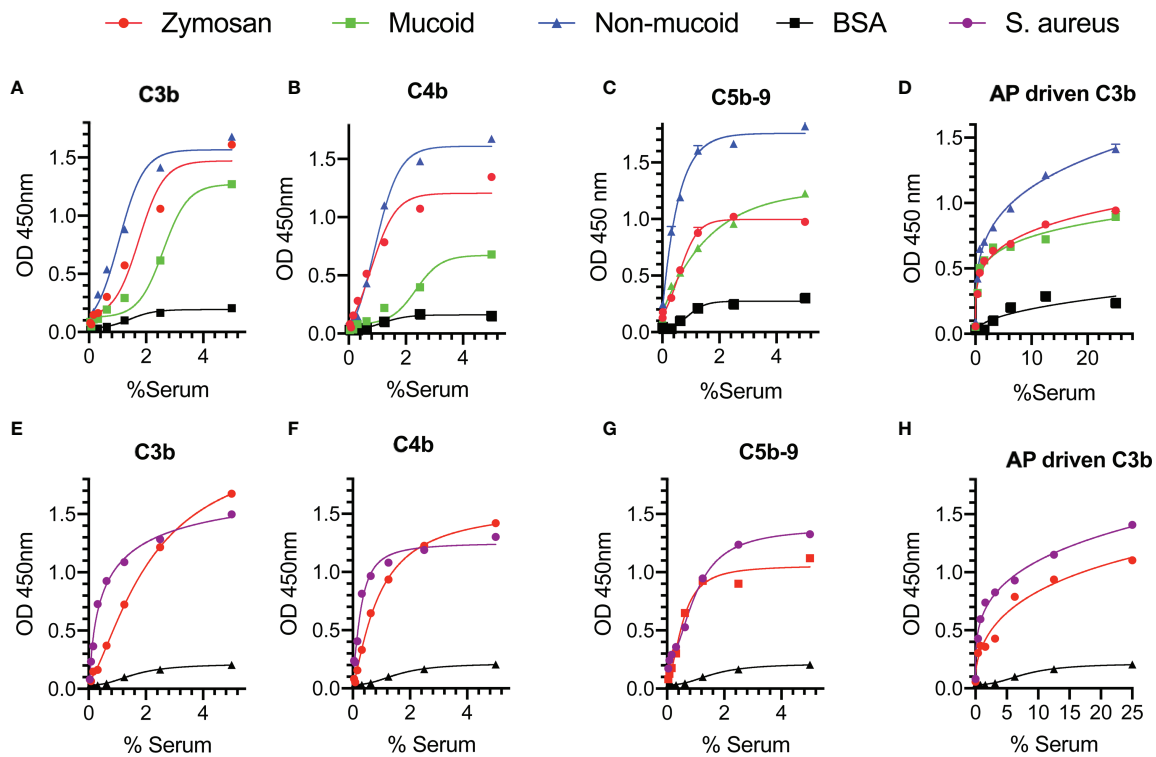 Zymosan Mucoid Non-mucoid BSA S. aureus
A C3b
OD 450nm
1.5
1.0
0.5
0.0
0 2 4
%Serum
B C4b
OD 450nm
1.5
1.0
0.5
0.0
0 2 4
%Serum
C C5b-9
OD 450 nm
1.5
1.0
0.5
0.0
0 2 4
%Serum
D AP driven C3b
OD 450 nm
1.5
1.0
0.5
0.0
0 10 20
%Serum
E C3b
OD 450nm
1.5
1.0
0.5
0.0
0 2 4
% Serum
F C4b
OD 450nm
1.5
1.0
0.5
0.0
0 2 4
% Serum
G C5b-9
OD 450nm
1.5
1.0
0.5
0.0
0 2 4
% Serum
H AP driven C3b
OD 450nm
1.5
1.0
0.5
0.0
0 5 10 15 20 25
% Serum